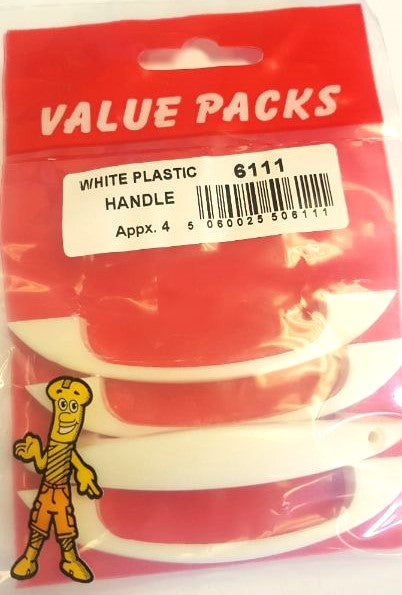 VALUE PACKS
WHITE PLASTIC 6111
HANDLE
Appx. 4 5 060025 506111